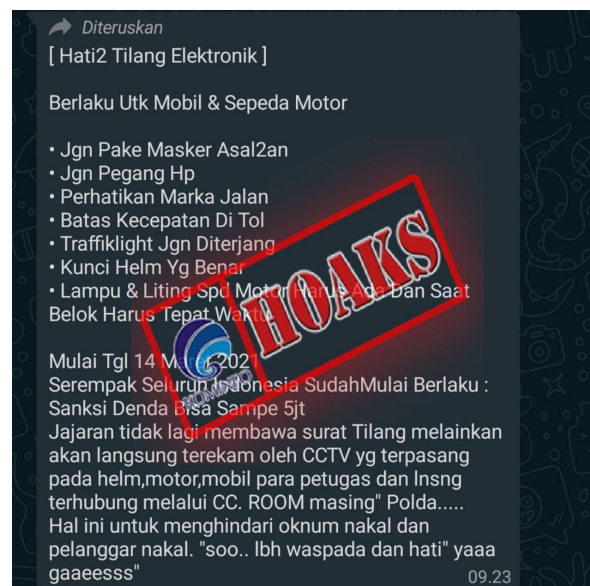 Diteruskan
[ Hati2 Tilang Elektronik ]
Berlaku Utk Mobil & Sepeda Motor
• Jgn Pake Masker Asal2an
• Jgn Pegang Hp
• Perhatikan Marka Jalan
• Batas Kecepatan Di Tol
• Traffiklight Jgn Diterjang
• Kunci Helm Yg Benar
• Lampu & Liting Spd Motor Harus Ada Dan Saat
Belok Harus Tepat Waktu
HOAKS
KOMINFO
Mulai Tgl 14 Maret 2021
Serempak Seluruh Indonesia SudahMulai Berlaku :
Sanksi Denda Bisa Sampe 5jt
Jajaran tidak lagi membawa surat Tilang melainkan
akan langsung terekam oleh CCTV yg terpasang
pada helm,motor,mobil para petugas dan lnsng
terhubung melalui CC. ROOM masing" Polda.....
Hal ini untuk menghindari oknum nakal dan
pelanggar nakal. "soo.. lbh waspada dan hati" yaaa
gaaeesss"
09.23